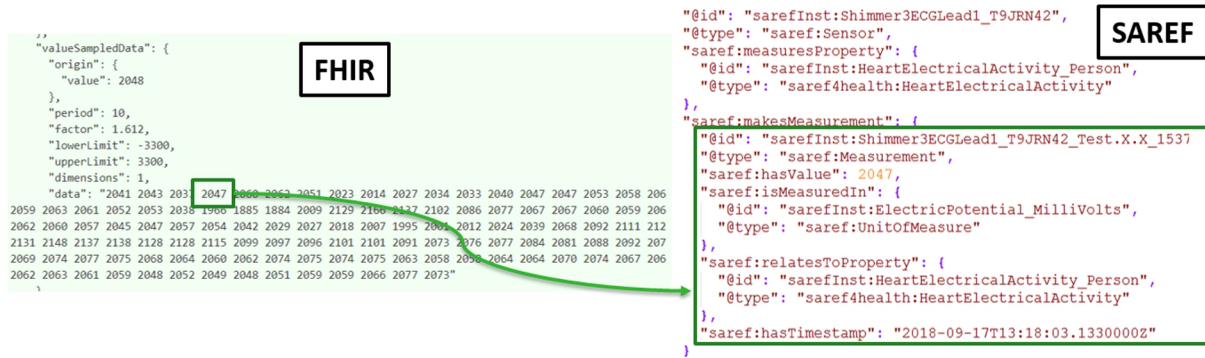 FHIR
},
"valueSampledData": {
"origin": {
"value": 2048
},
"period": 10,
"factor": 1.612,
"lowerLimit": -3300,
"upperLimit": 3300,
"dimensions": 1,
"data": "2041 2043 2037 2047 2060 2062 2051 2023 2014 2027 2034 2033 2040 2047 2047 2053 2058 206
2059 2063 2061 2052 2053 2038 1966 1885 1884 2009 2129 2166 2137 2102 2086 2077 2067 2067 2060 2059 206
2062 2060 2057 2045 2047 2057 2054 2042 2029 2027 2018 2007 1995 2001 2012 2024 2039 2068 2092 2111 212
2131 2148 2137 2138 2128 2128 2115 2099 2097 2096 2101 2101 2091 2073 2076 2077 2084 2081 2088 2092 207
2069 2074 2077 2075 2068 2064 2060 2062 2074 2075 2074 2075 2063 2058 2058 2064 2064 2070 2074 2067 206
2062 2063 2061 2059 2048 2052 2049 2048 2051 2059 2059 2066 2077 2073"
}
SAREF
"@id": "sarefInst:Shimmer3ECGLead1_T9JRN42",
"@type": "saref:Sensor",
"saref:measuresProperty": {
"@id": "sarefInst:HeartElectricalActivity_Person",
"@type": "saref4health:HeartElectricalActivity"
},
"saref:makesMeasurement": {
"@id": "sarefInst:Shimmer3ECGLead1_T9JRN42_Test.X.X_1537
"@type": "saref:Measurement",
"saref:hasValue": 2047,
"saref:isMeasuredIn": {
"@id": "sarefInst:ElectricPotential_MilliVolts",
"@type": "saref:UnitOfMeasure"
},
"saref:relatesToProperty": {
"@id": "sarefInst:HeartElectricalActivity_Person",
"@type": "saref4health:HeartElectricalActivity"
},
"saref:hasTimestamp": "2018-09-17T13:18:03.1330000Z"
}